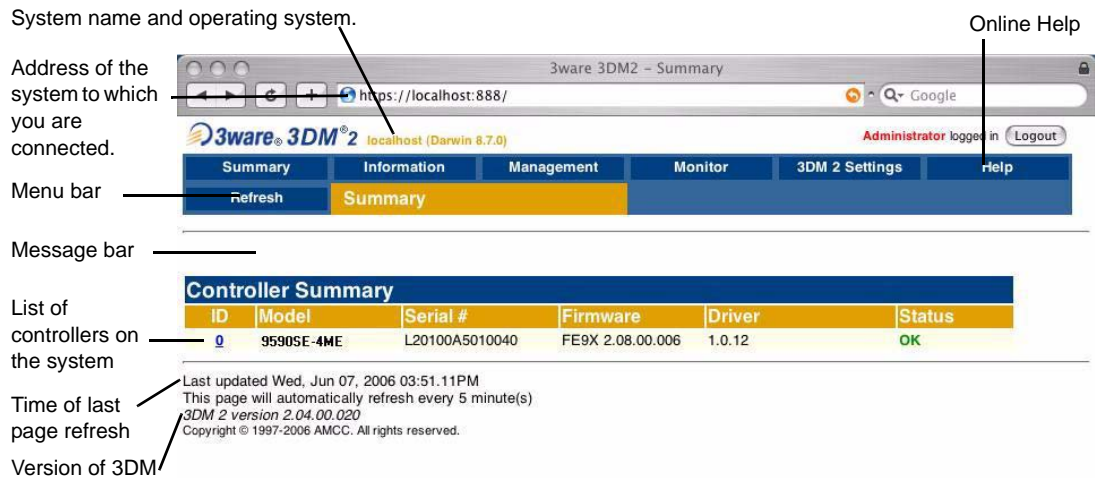 System name and operating system.
Online Help
Address of the
system to which
you are
connected.
3ware 3DM2 – Summary
https://localhost:888/
Google
3ware® 3DM®2 localhost (Darwin 8.7.0)
Administrator logged in Logout
Summary Information Management Monitor 3DM 2 Settings Help
Menu bar
Refresh Summary
Message bar
Controller Summary
List of
controllers on
the system
ID Model Serial # Firmware Driver Status
0 9590SE-4ME L20100A5010040 FE9X 2.08.00.006 1.0.12 OK
Time of last
page refresh
Last updated Wed, Jun 07, 2006 03:51.11PM
This page will automatically refresh every 5 minute(s)
3DM 2 version 2.04.00.020
Copyright © 1997-2006 AMCC. All rights reserved.
Version of 3DM